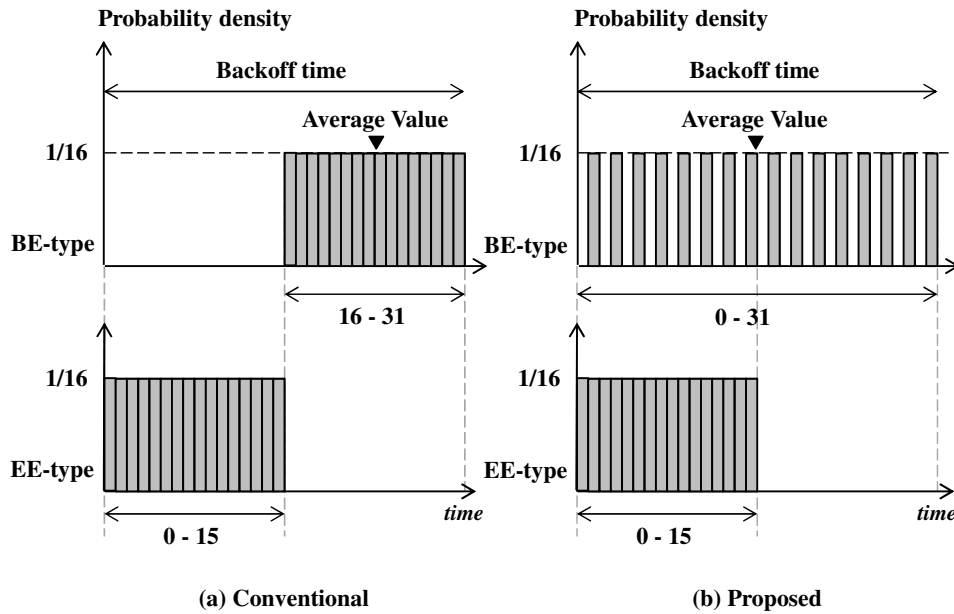 Probability density
Backoff time
Average Value
1/16
BE-type
16 - 31
1/16
EE-type
time
0 - 15
(a) Conventional
Probability density
Backoff time
Average Value
1/16
BE-type
0 - 31
1/16
EE-type
time
0 - 15
(b) Proposed